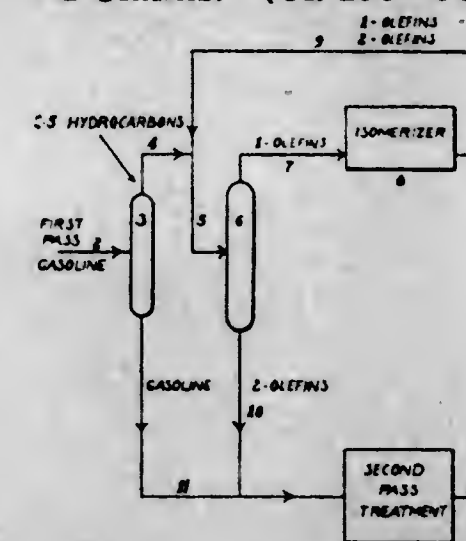 1-OLEFINS
9 2-OLEFINS
C-5 HYDROCARBONS
4
1-OLEFINS
7
ISOMERIZER
8
3
5
6
FIRST
PASS 2
GASOLINE
GASOLINE
2-OLEFINS
10
11
SECOND
PASS
TREATMENT